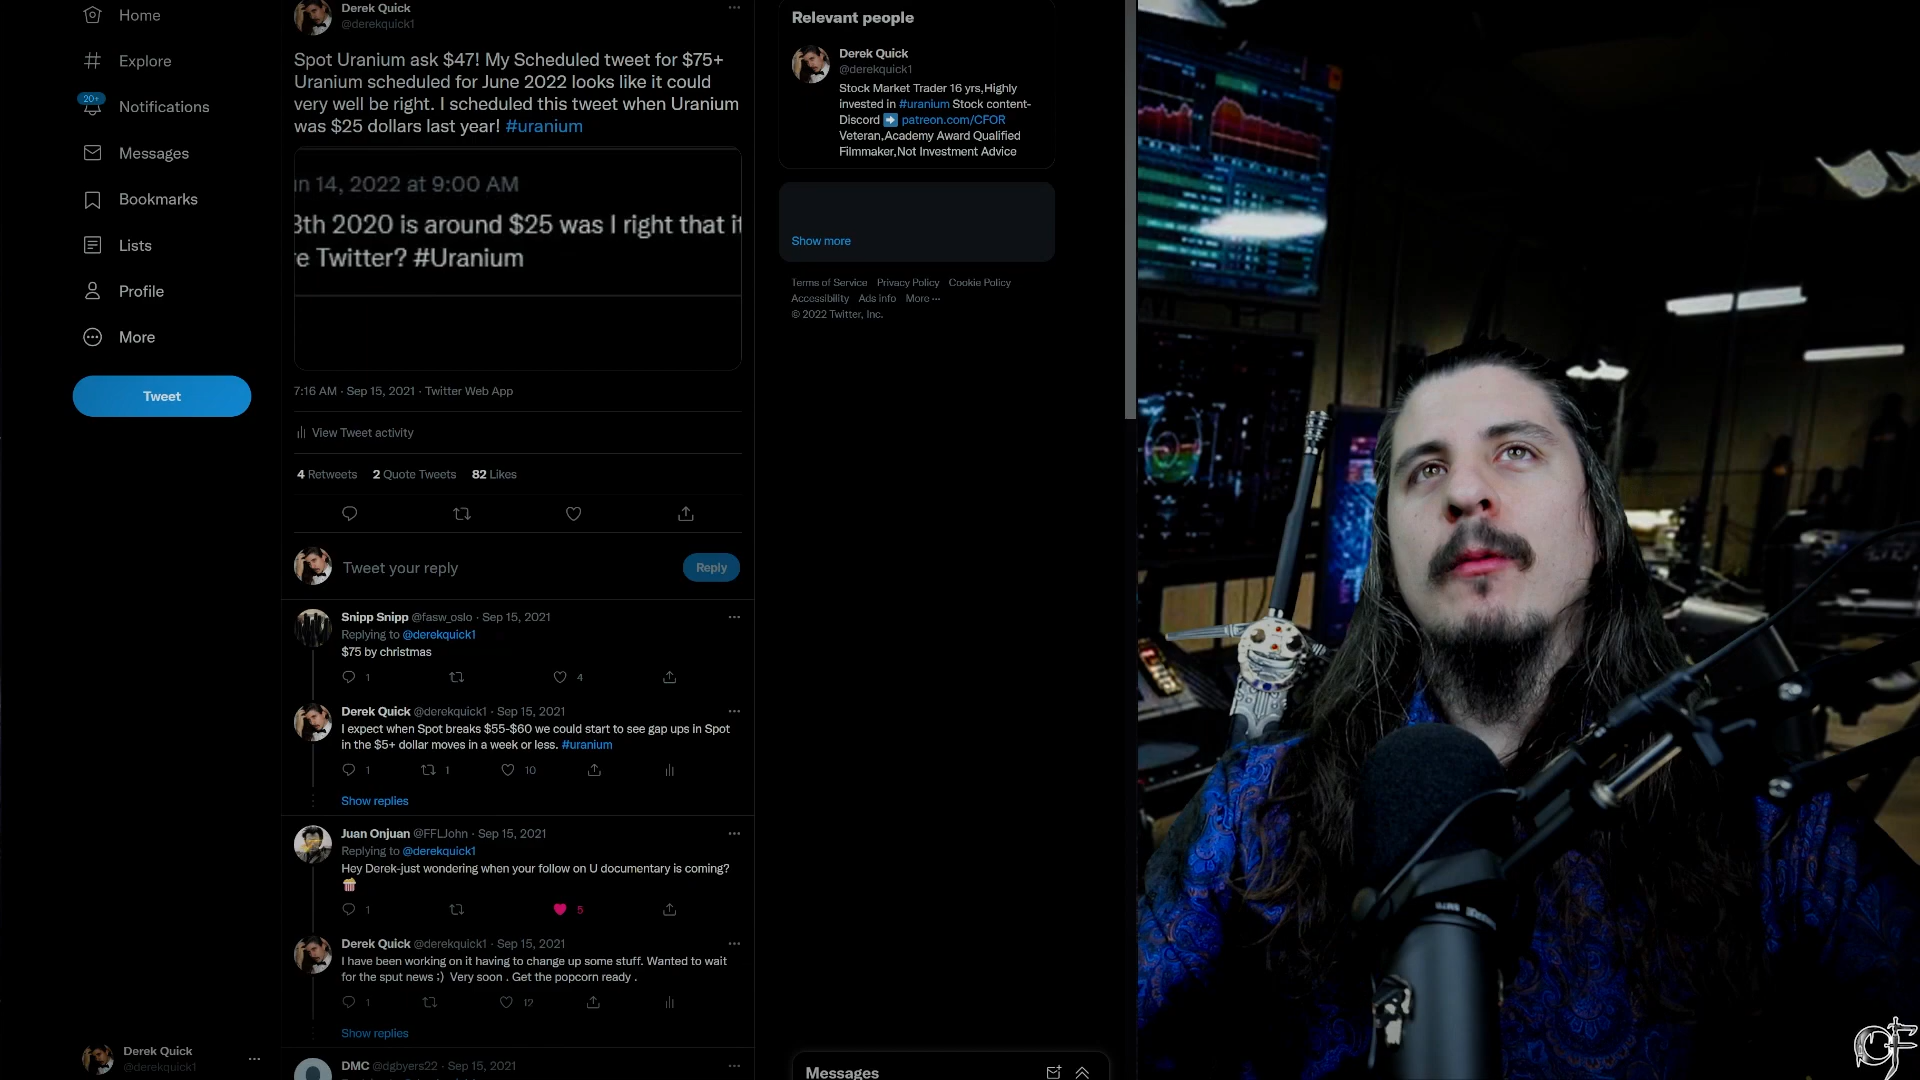 Home
Explore
20+
Notifications
Messages
Bookmarks
Lists
Profile
More
Tweet
Derek Quick
@derekquick1
Derek Quick
@derekquick1
Spot Uranium ask $47! My Scheduled tweet for $75+
Uranium scheduled for June 2022 looks like it could
very well be right. I scheduled this tweet when Uranium
was $25 dollars last year! #uranium
un 14, 2022 at 9:00 AM
8th 2020 is around $25 was I right that it
re Twitter? #Uranium
7:16 AM · Sep 15, 2021 · Twitter Web App
View Tweet activity
4 Retweets 2 Quote Tweets 82 Likes
Tweet your reply
Reply
Snipp Snipp @fasw_oslo · Sep 15, 2021
Replying to @derekquick1
$75 by christmas
1 4
Derek Quick @derekquick1 · Sep 15, 2021
I expect when Spot breaks $55-$60 we could start to see gap ups in Spot
in the $5+ dollar moves in a week or less. #uranium
1 1 10
Show replies
Juan Onjuan @FFLJohn · Sep 15, 2021
Replying to @derekquick1
Hey Derek-just wondering when your follow on U documentary is coming?
🍿
1 5
Derek Quick @derekquick1 · Sep 15, 2021
I have been working on it having to change up some stuff. Wanted to wait
for the sput news ;) Very soon . Get the popcorn ready .
1 12
Show replies
DMC @dgbyers22 · Sep 15, 2021
Relevant people
Derek Quick
@derekquick1
Stock Market Trader 16 yrs,Highly
invested in #uranium Stock content-
Discord ➡️ patreon.com/CFOR
Veteran,Academy Award Qualified
Filmmaker,Not Investment Advice
Show more
Terms of Service Privacy Policy Cookie Policy
Accessibility Ads info More ···
© 2022 Twitter, Inc.
Messages